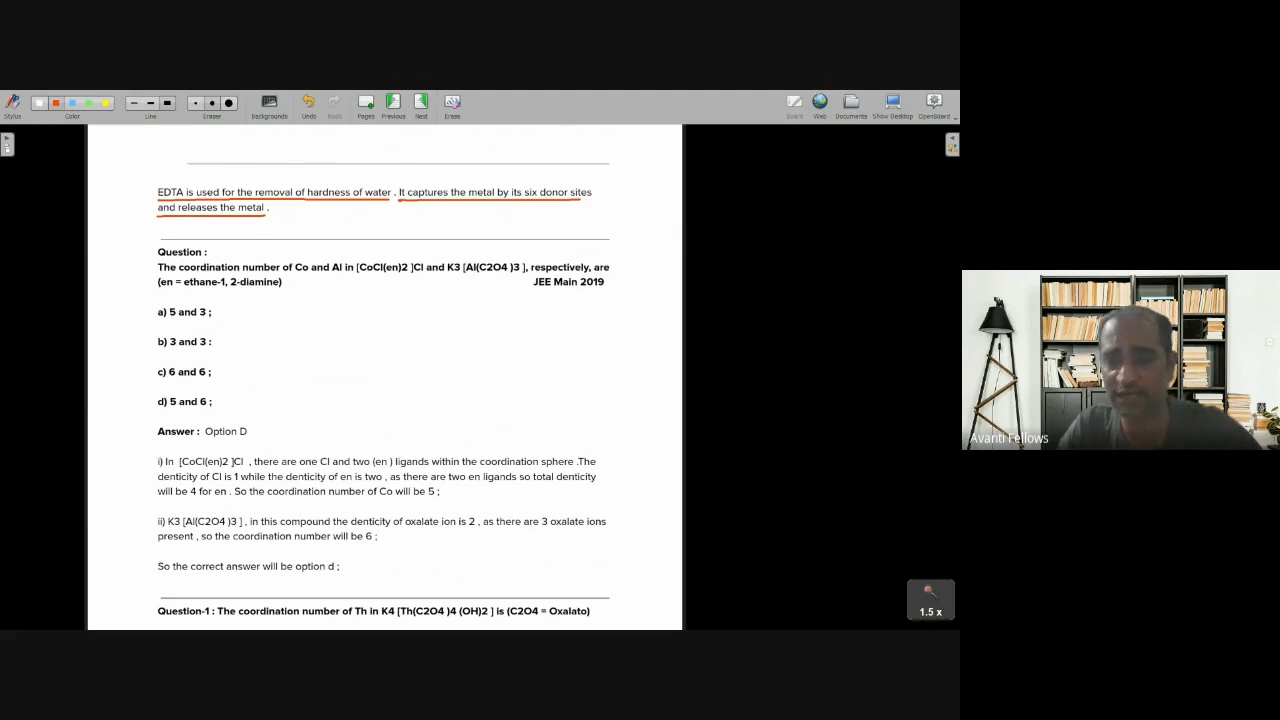 Stylus
Color
Line
Eraser
Backgrounds
Undo
Redo
Pages
Previous
Next
Erase
Board
Web
Documents
Show Desktop
OpenBoard
EDTA is used for the removal of hardness of water . It captures the metal by its six donor sites
and releases the metal .
Question :
The coordination number of Co and Al in [CoCl(en)2 ]Cl and K3 [Al(C2O4 )3 ], respectively, are
(en = ethane-1, 2-diamine) JEE Main 2019
a) 5 and 3 ;
b) 3 and 3 :
c) 6 and 6 ;
d) 5 and 6 ;
Answer : Option D
i) In [CoCl(en)2 ]Cl , there are one Cl and two (en ) ligands within the coordination sphere .The
denticity of Cl is 1 while the denticity of en is two , as there are two en ligands so total denticity
will be 4 for en . So the coordination number of Co will be 5 ;
ii) K3 [Al(C2O4 )3 ] , in this compound the denticity of oxalate ion is 2 , as there are 3 oxalate ions
present , so the coordination number will be 6 ;
So the correct answer will be option d ;
Question-1 : The coordination number of Th in K4 [Th(C2O4 )4 (OH)2 ] is (C2O4 = Oxalato)
1.5 x
Avanti Fellows